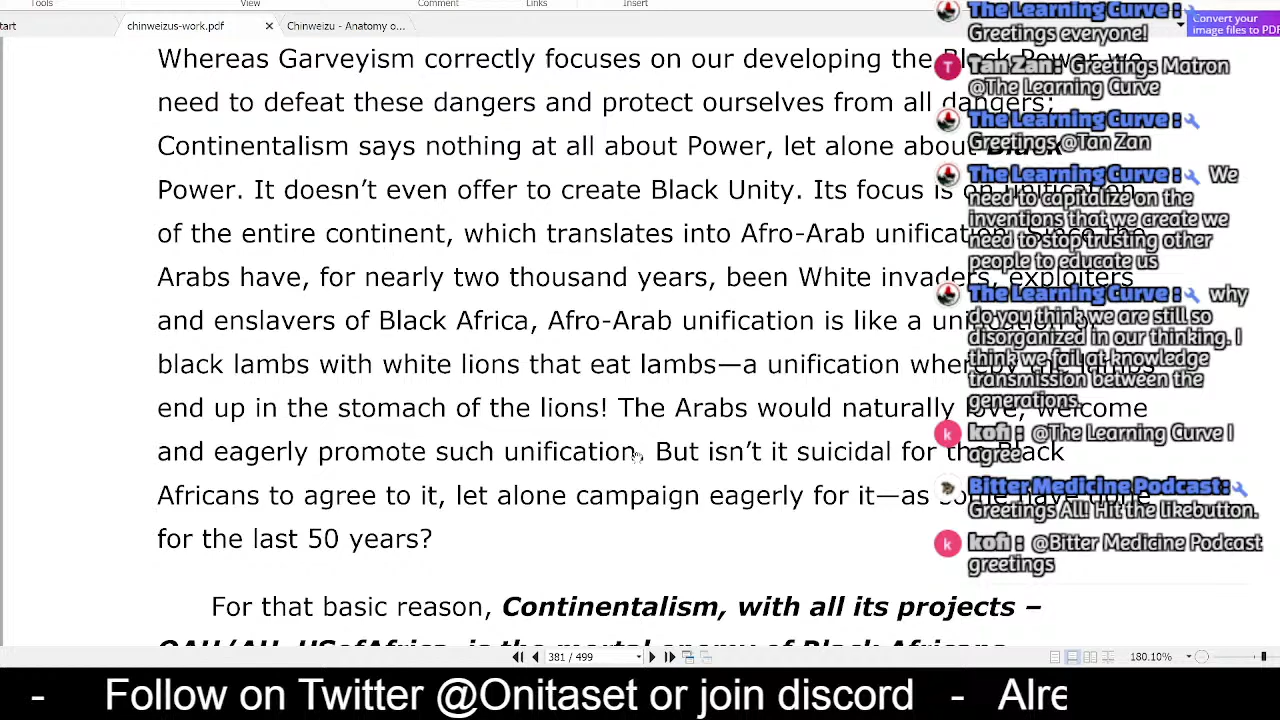 Tools View Comment Links Insert
tart chinweizus-work.pdf × Chinweizu - Anatomy o...
Convert your
image files to PDF
Whereas Garveyism correctly focuses on our developing the Black Power we
need to defeat these dangers and protect ourselves from all dangers;
Continentalism says nothing at all about Power, let alone about Black
Power. It doesn’t even offer to create Black Unity. Its focus is on unification
of the entire continent, which translates into Afro-Arab unification. Since the
Arabs have, for nearly two thousand years, been White invaders, exploiters
and enslavers of Black Africa, Afro-Arab unification is like a unification of
black lambs with white lions that eat lambs—a unification whereby the lambs
end up in the stomach of the lions! The Arabs would naturally love, welcome
and eagerly promote such unification. But isn’t it suicidal for the Black
Africans to agree to it, let alone campaign eagerly for it—as some have done
for the last 50 years?
For that basic reason, Continentalism, with all its projects –
OAU/AU, USofAfrica, is the mortal enemy of Black Africans
The Learning Curve :
Greetings everyone!
T Tan Zan: Greetings Matron
@The Learning Curve
The Learning Curve :
Greetings @Tan Zan
The Learning Curve : We
need to capitalize on the
inventions that we create we
need to stop trusting other
people to educate us
The Learning Curve : why
do you think we are still so
disorganized in our thinking. I
think we fail at knowledge
transmission between the
generations.
k kofi : @The Learning Curve I
agree
Bitter Medicine Podcast:
Greetings All! Hit the likebutton.
k kofi : @Bitter Medicine Podcast
greetings
381 / 499 180.10%
- Follow on Twitter @Onitaset or join discord - Alre